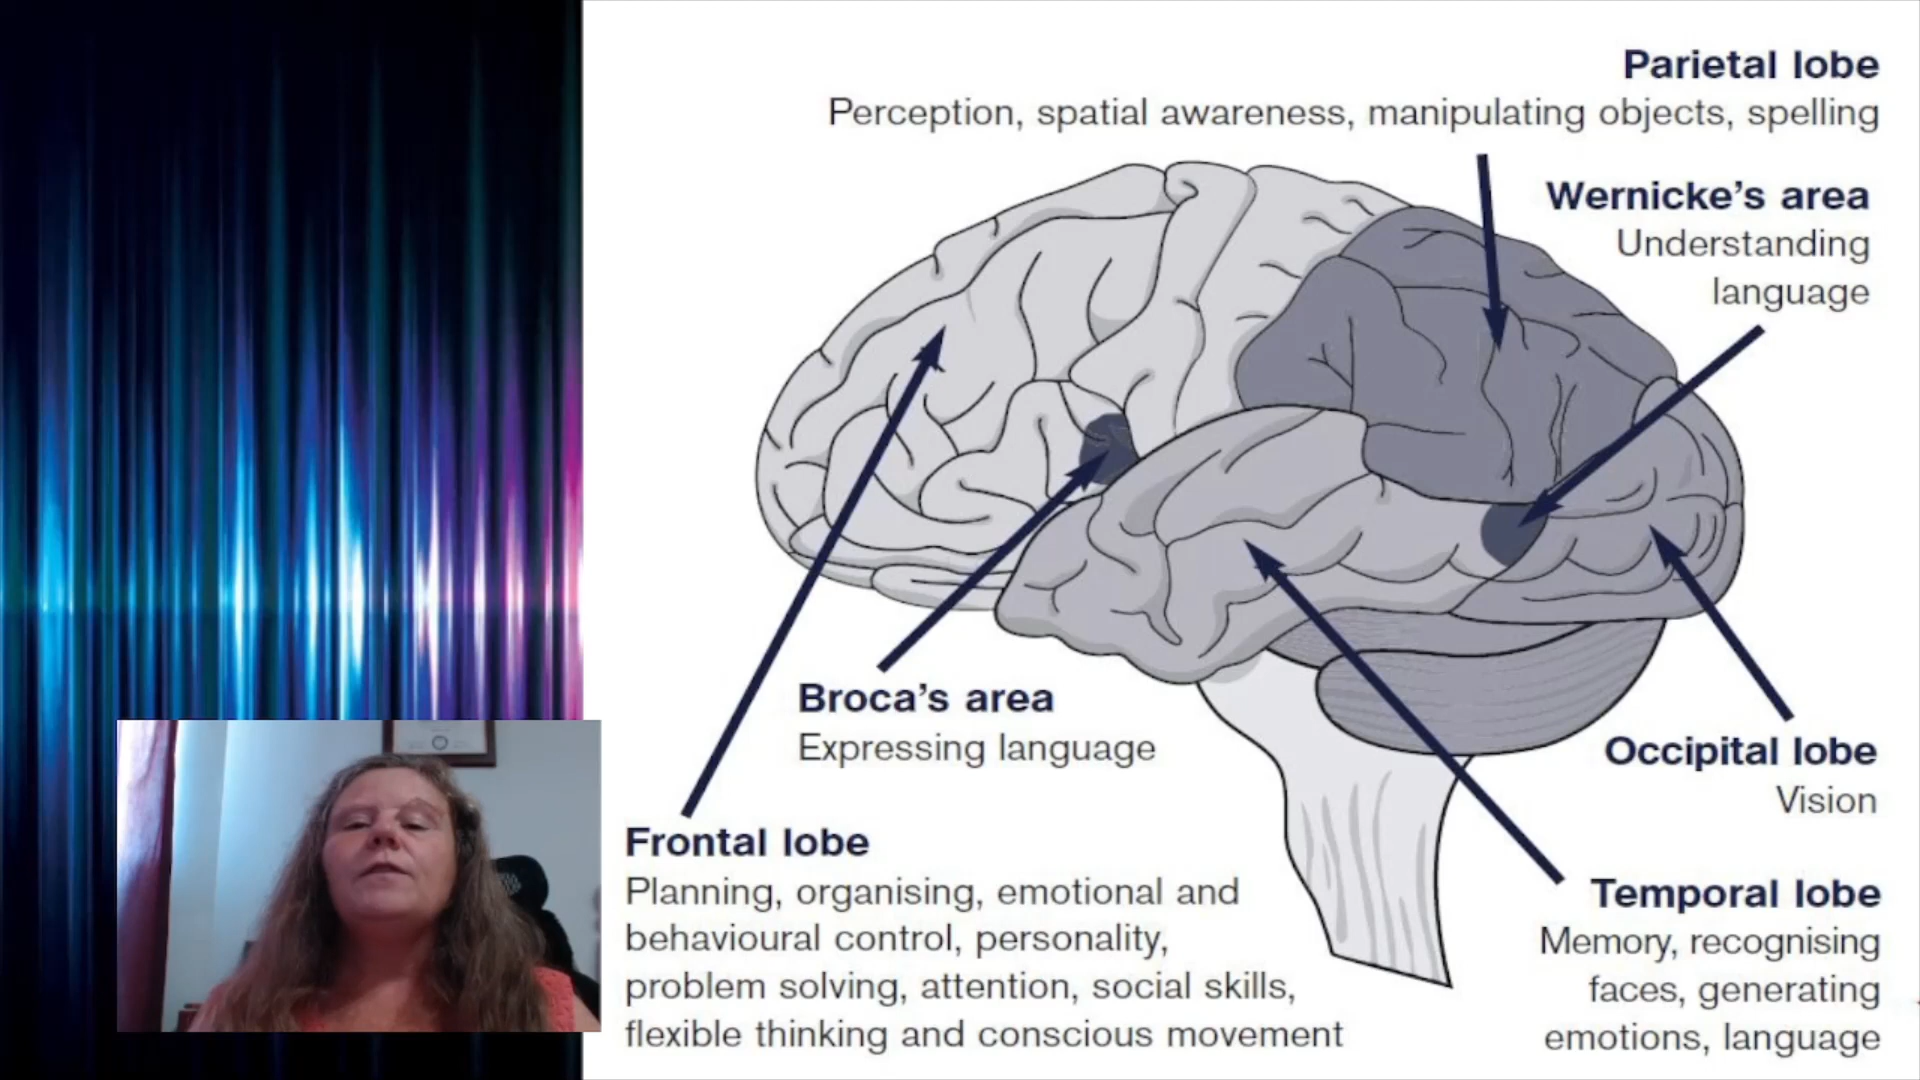 Parietal lobe
Perception, spatial awareness, manipulating objects, spelling
Wernicke’s area
Understanding
language
Broca’s area
Expressing language
Frontal lobe
Planning, organising, emotional and
behavioural control, personality,
problem solving, attention, social skills,
flexible thinking and conscious movement
Occipital lobe
Vision
Temporal lobe
Memory, recognising
faces, generating
emotions, language